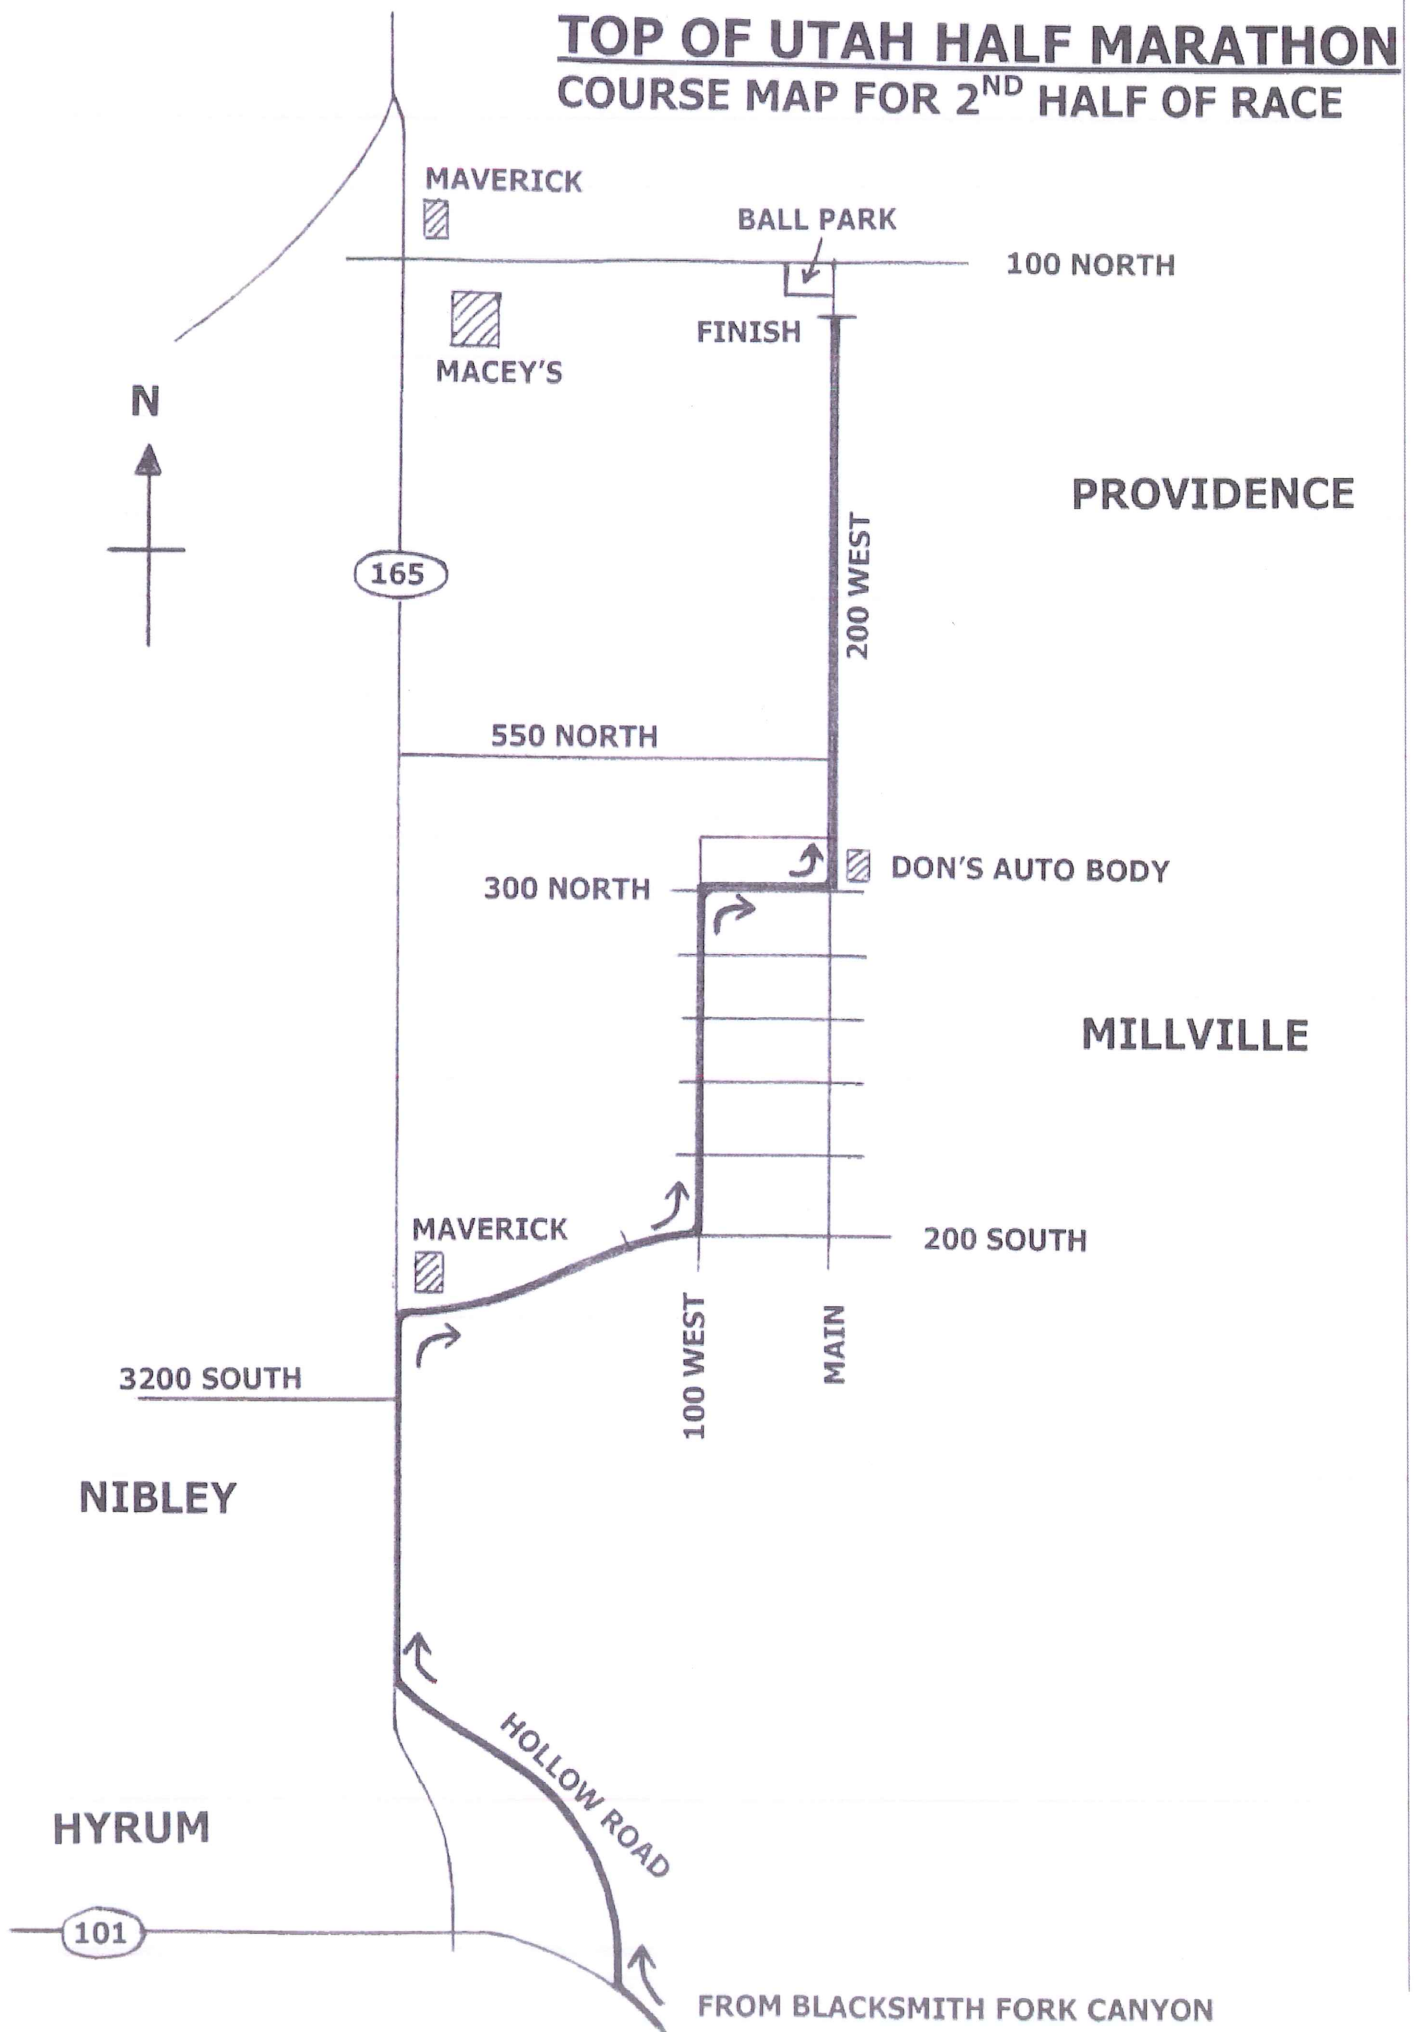 TOP OF UTAH HALF MARATHON
COURSE MAP FOR 2ND HALF OF RACE
MAVERICK
BALL PARK
100 NORTH
FINISH
MACEY'S
N
PROVIDENCE
165
200 WEST
550 NORTH
DON'S AUTO BODY
300 NORTH
MILLVILLE
MAVERICK
200 SOUTH
100 WEST
MAIN
3200 SOUTH
NIBLEY
HOLLOW ROAD
HYRUM
101
FROM BLACKSMITH FORK CANYON